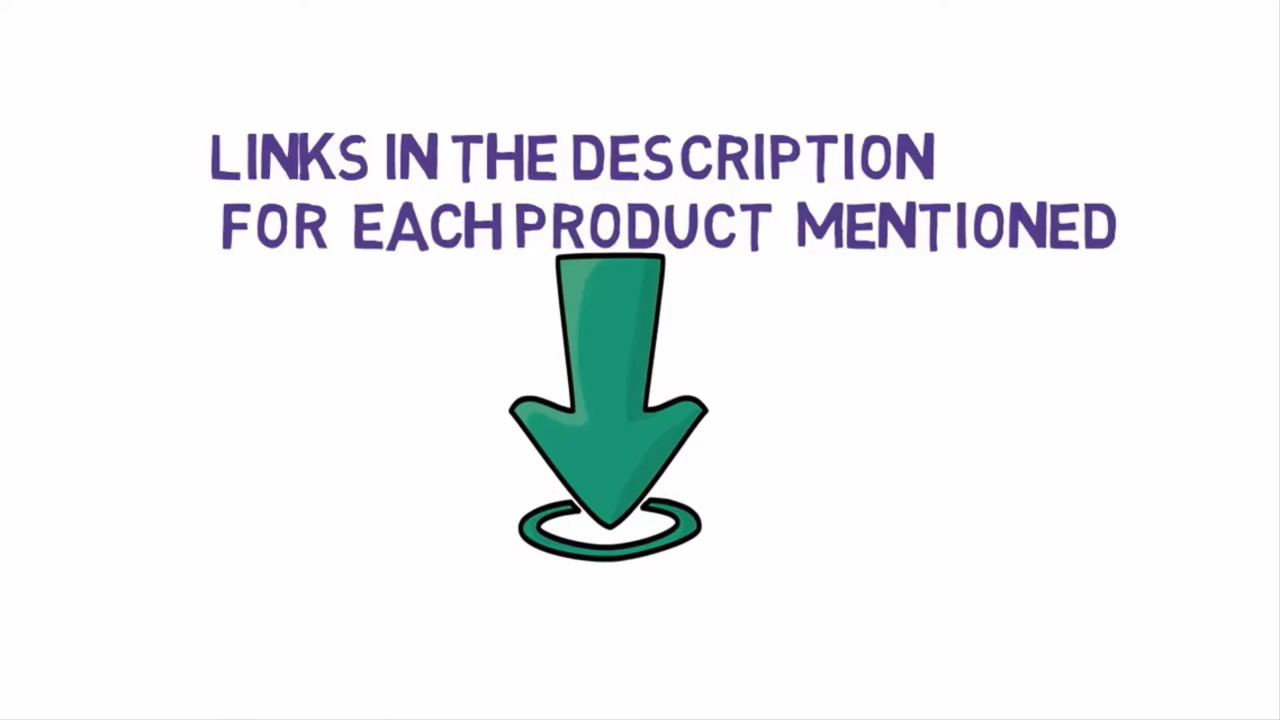 LINKS IN THE DESCRIPTION
FOR EACH PRODUCT MENTIONED